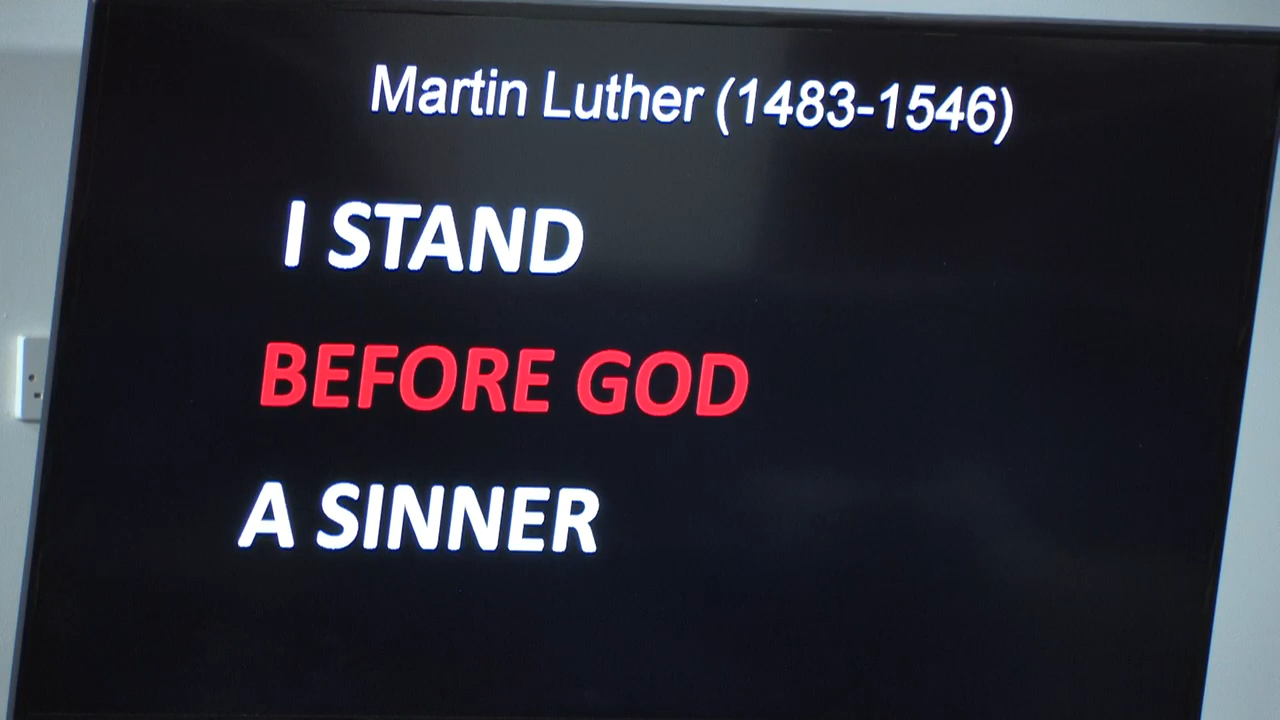 Martin Luther (1483-1546)
I STAND
BEFORE GOD
A SINNER